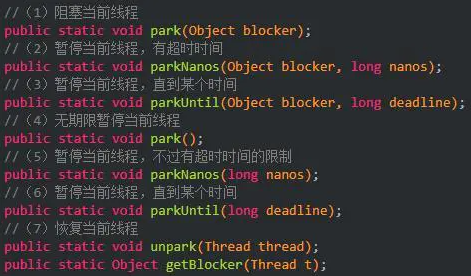 //（1）阻塞当前线程
public static void park(Object blocker);
//（2）暂停当前线程，有超时时间
public static void parkNanos(Object blocker, long nanos);
//（3）暂停当前线程，直到某个时间
public static void parkUntil(Object blocker, long deadline);
//（4）无期限暂停当前线程
public static void park();
//（5）暂停当前线程，不过有超时时间的限制
public static void parkNanos(long nanos);
//（6）暂停当前线程，直到某个时间
public static void parkUntil(long deadline);
//（7）恢复当前线程
public static void unpark(Thread thread);
public static Object getBlocker(Thread t);